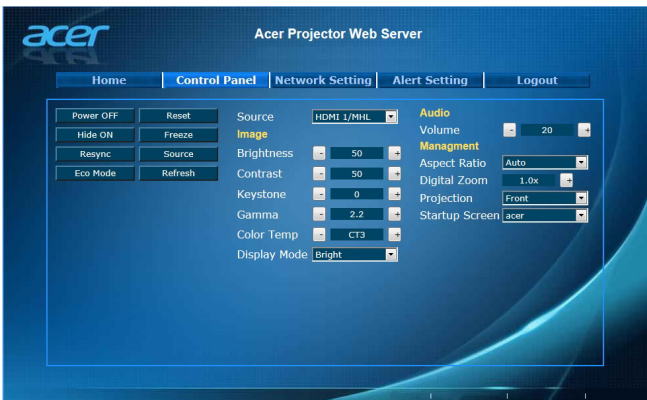 acer
Acer Projector Web Server
Home Control Panel Network Setting Alert Setting Logout
Power OFF Reset
Hide ON Freeze
Resync Source
Eco Mode Refresh
Source HDMI 1/MHL
Image
Brightness - 50 +
Contrast - 50 +
Keystone - 0 +
Gamma - 2.2 +
Color Temp - CT3 +
Display Mode Bright
Audio
Volume - 20 +
Managment
Aspect Ratio Auto
Digital Zoom 1.0x +
Projection Front
Startup Screen acer